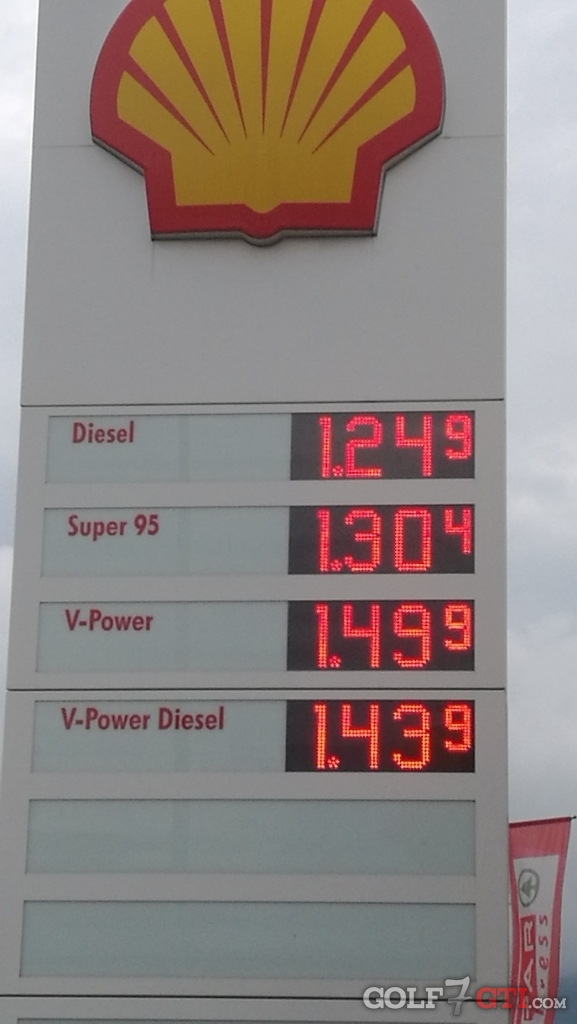 Diesel 1.249
Super 95 1.304
V-Power 1.499
V-Power Diesel 1.439
GOLF7GTI.COM